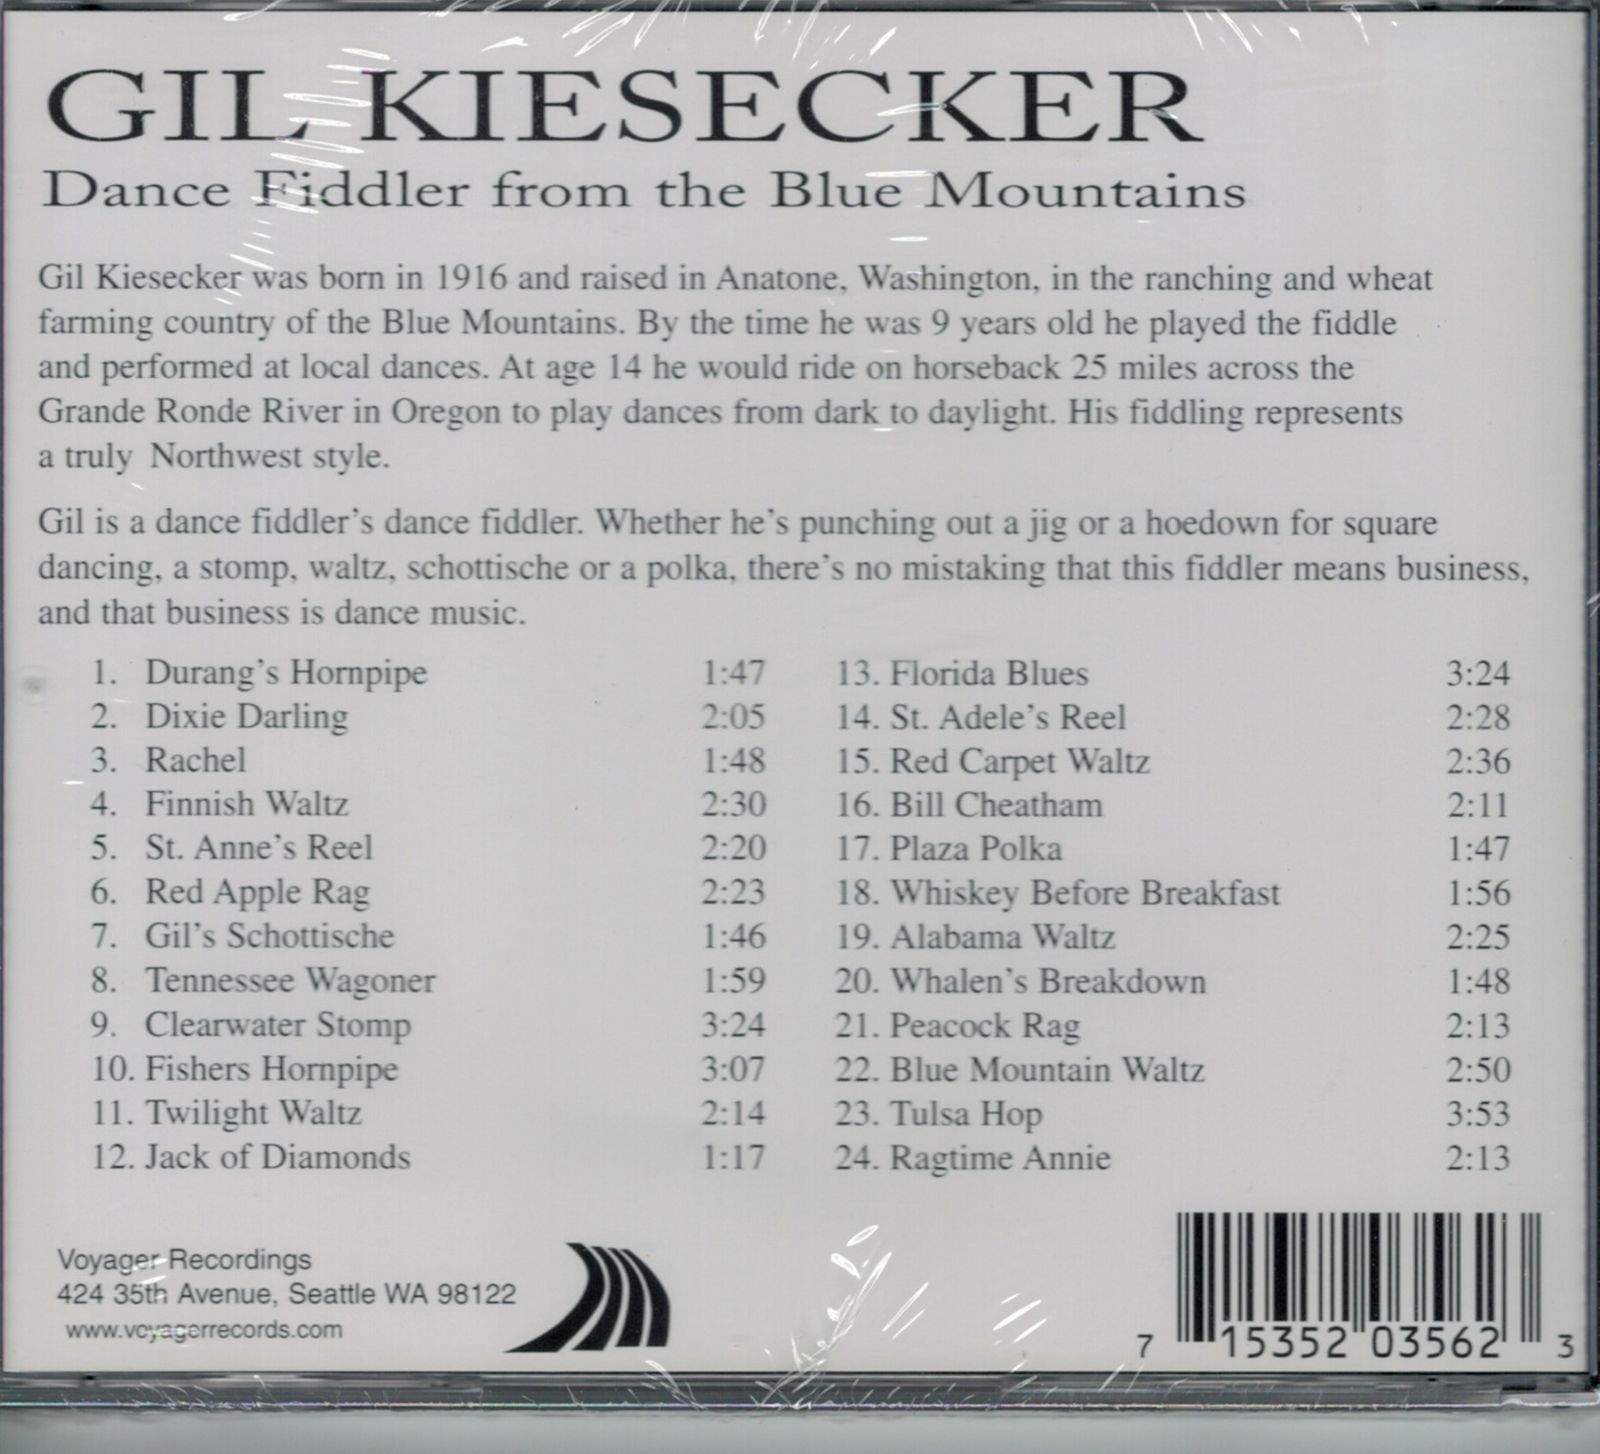 GIL KIESECKER
Dance Fiddler from the Blue Mountains
Gil Kiesecker was born in 1916 and raised in Anatone, Washington, in the ranching and wheat
farming country of the Blue Mountains. By the time he was 9 years old he played the fiddle
and performed at local dances. At age 14 he would ride on horseback 25 miles across the
Grande Ronde River in Oregon to play dances from dark to daylight. His fiddling represents
a truly Northwest style.
Gil is a dance fiddler's dance fiddler. Whether he's punching out a jig or a hoedown for square
dancing, a stomp, waltz, schottische or a polka, there's no mistaking that this fiddler means business,
and that business is dance music.
1. Durang's Hornpipe 1:47
2. Dixie Darling 2:05
3. Rachel 1:48
4. Finnish Waltz 2:30
5. St. Anne's Reel 2:20
6. Red Apple Rag 2:23
7. Gil's Schottische 1:46
8. Tennessee Wagoner 1:59
9. Clearwater Stomp 3:24
10. Fishers Hornpipe 3:07
11. Twilight Waltz 2:14
12. Jack of Diamonds 1:17
13. Florida Blues 3:24
14. St. Adele's Reel 2:28
15. Red Carpet Waltz 2:36
16. Bill Cheatham 2:11
17. Plaza Polka 1:47
18. Whiskey Before Breakfast 1:56
19. Alabama Waltz 2:25
20. Whalen's Breakdown 1:48
21. Peacock Rag 2:13
22. Blue Mountain Waltz 2:50
23. Tulsa Hop 3:53
24. Ragtime Annie 2:13
Voyager Recordings
424 35th Avenue, Seattle WA 98122
www.voyagerrecords.com
7 15352 03562 3